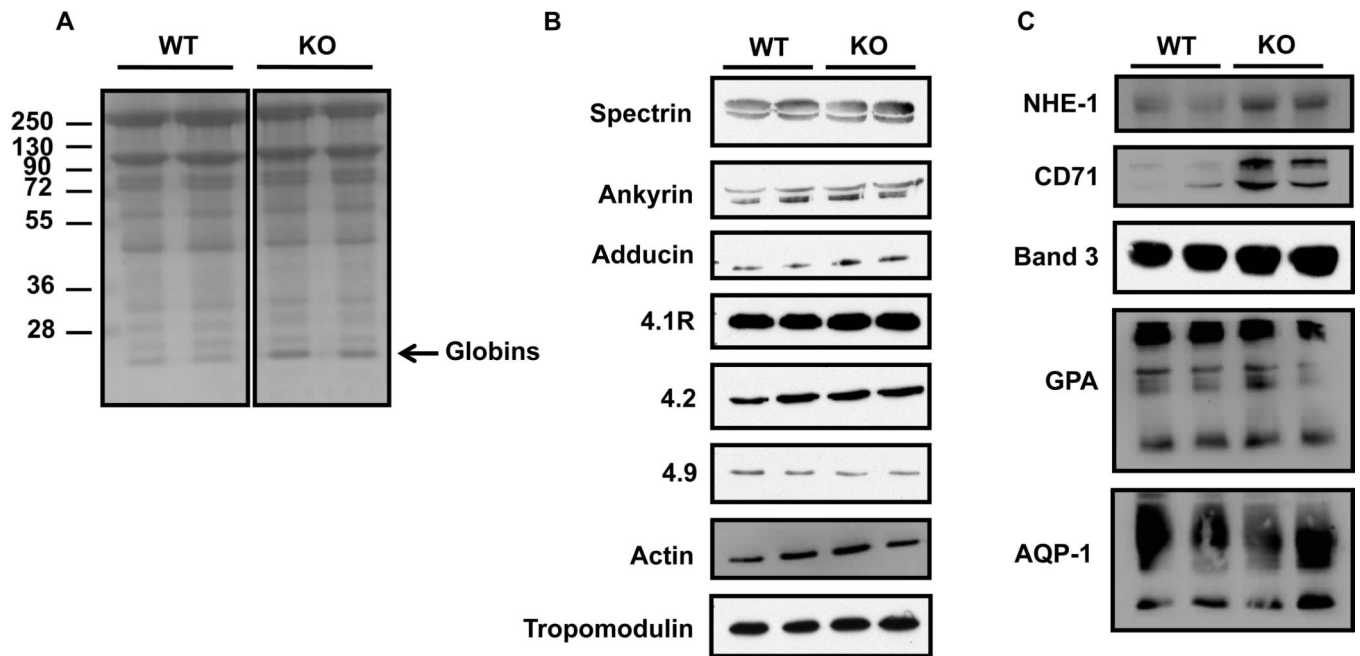 A
WT KO
250
130
90
72
55
36
28
Globins
B
WT KO
Spectrin
Ankyrin
Adducin
4.1R
4.2
4.9
Actin
Tropomodulin
C
WT KO
NHE-1
CD71
Band 3
GPA
AQP-1